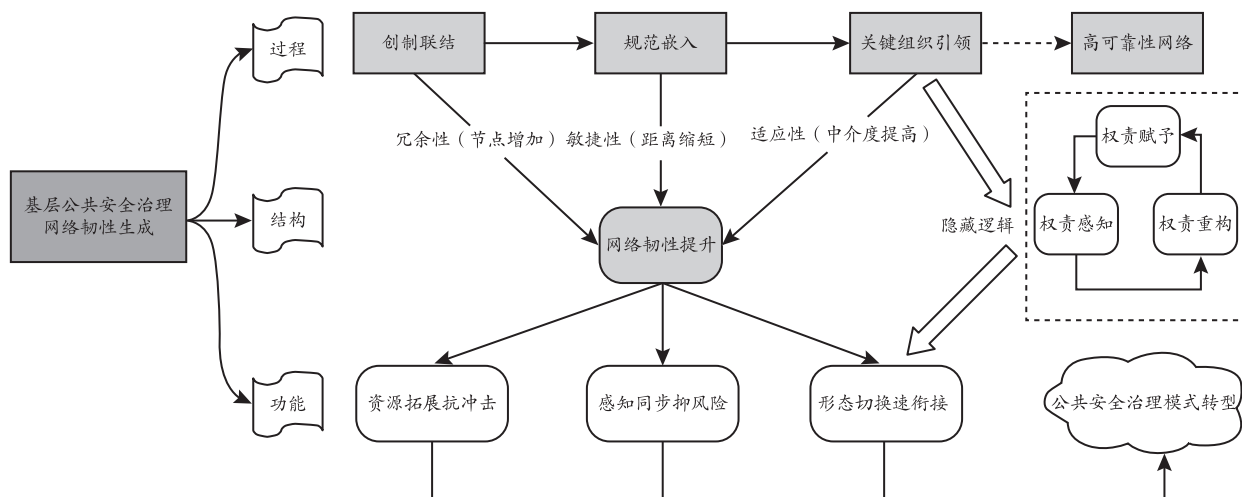 过程
创制联结
规范嵌入
关键组织引领
高可靠性网络
冗余性（节点增加）
敏捷性（距离缩短）
适应性（中介度提高）
权责赋予
基层公共安全治理
网络韧性生成
结构
网络韧性提升
隐藏逻辑
权责感知
权责重构
功能
资源拓展抗冲击
感知同步抑风险
形态切换速衔接
公共安全治理模式转型